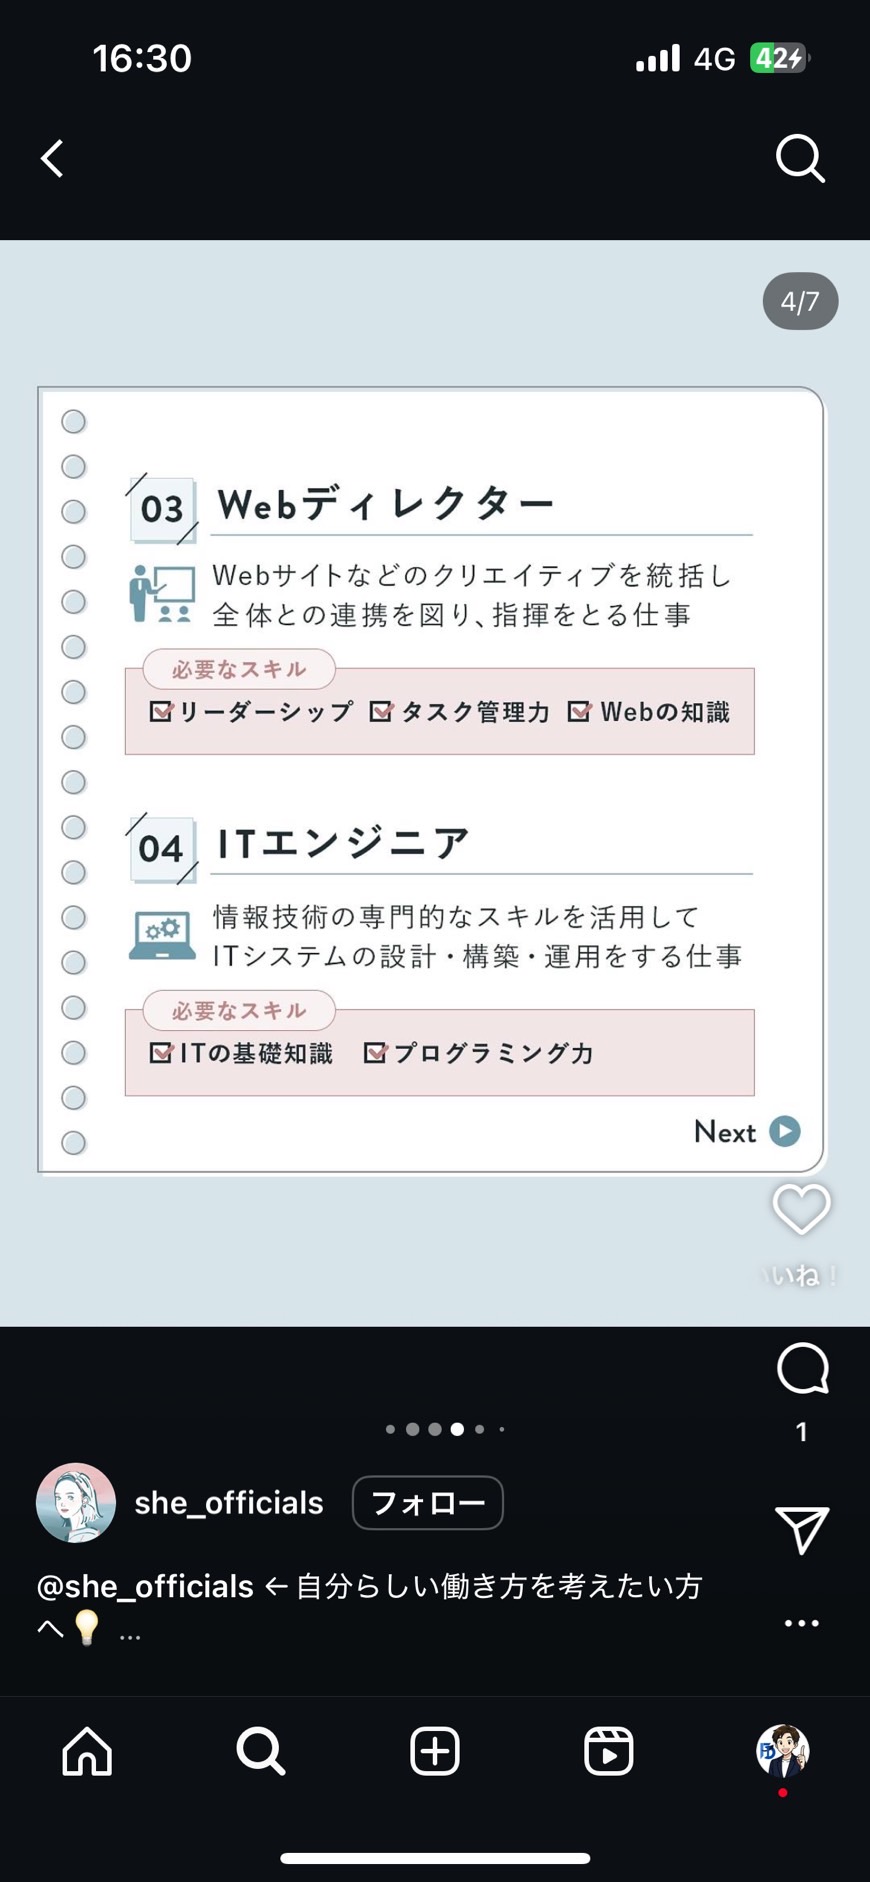 16:30
4G
42
4/7
03
Webディレクター
Webサイトなどのクリエイティブを統括し
全体との連携を図り、指揮をとる仕事
必要なスキル
リーダーシップ タスク管理力 Webの知識
04
ITエンジニア
情報技術の専門的なスキルを活用して
ITシステムの設計・構築・運用をする仕事
必要なスキル
ITの基礎知識 プログラミング力
Next
いね！
1
she_officials フォロー
@she_officials ←自分らしい働き方を考えたい方
へ💡 ...